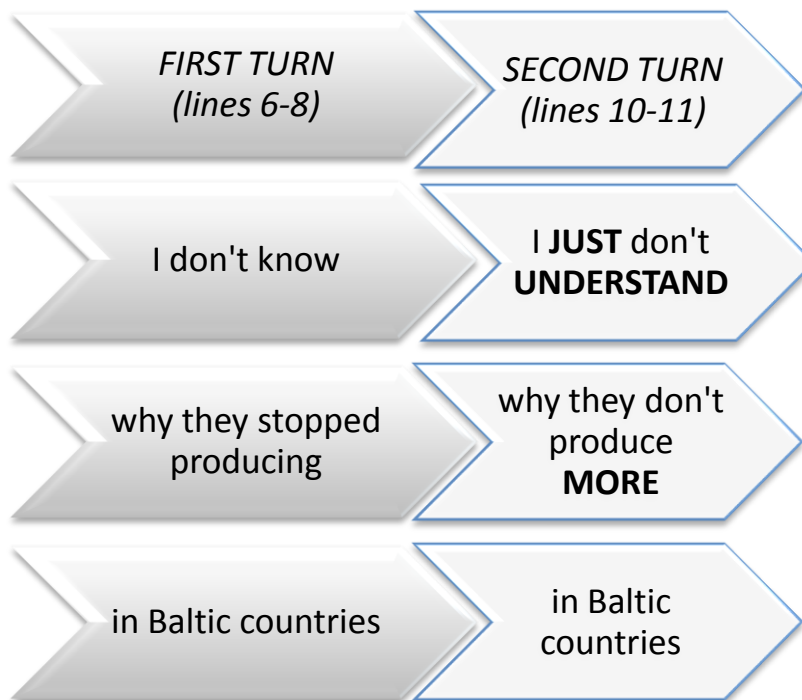 FIRST TURN
(lines 6-8)
SECOND TURN
(lines 10-11)
I don't know
I JUST don't
UNDERSTAND
why they stopped
producing
why they don't
produce
MORE
in Baltic countries
in Baltic
countries